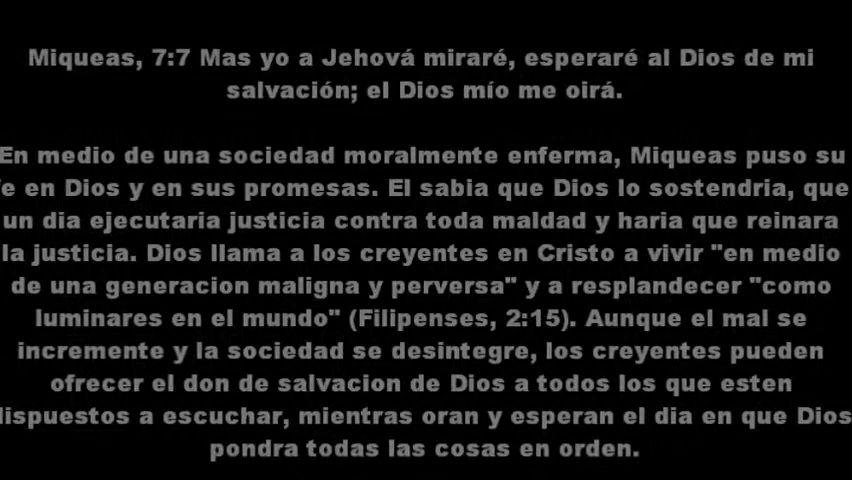 Miqueas, 7:7 Mas yo a Jehová miraré, esperaré al Dios de mi
salvación; el Dios mío me oirá.
En medio de una sociedad moralmente enferma, Miqueas puso su
fe en Dios y en sus promesas. El sabia que Dios lo sostendria, que
un dia ejecutaria justicia contra toda maldad y haria que reinara
la justicia. Dios llama a los creyentes en Cristo a vivir "en medio
de una generacion maligna y perversa" y a resplandecer "como
luminares en el mundo" (Filipenses, 2:15). Aunque el mal se
incremente y la sociedad se desintegre, los creyentes pueden
ofrecer el don de salvacion de Dios a todos los que esten
dispuestos a escuchar, mientras oran y esperan el dia en que Dios
pondra todas las cosas en orden.